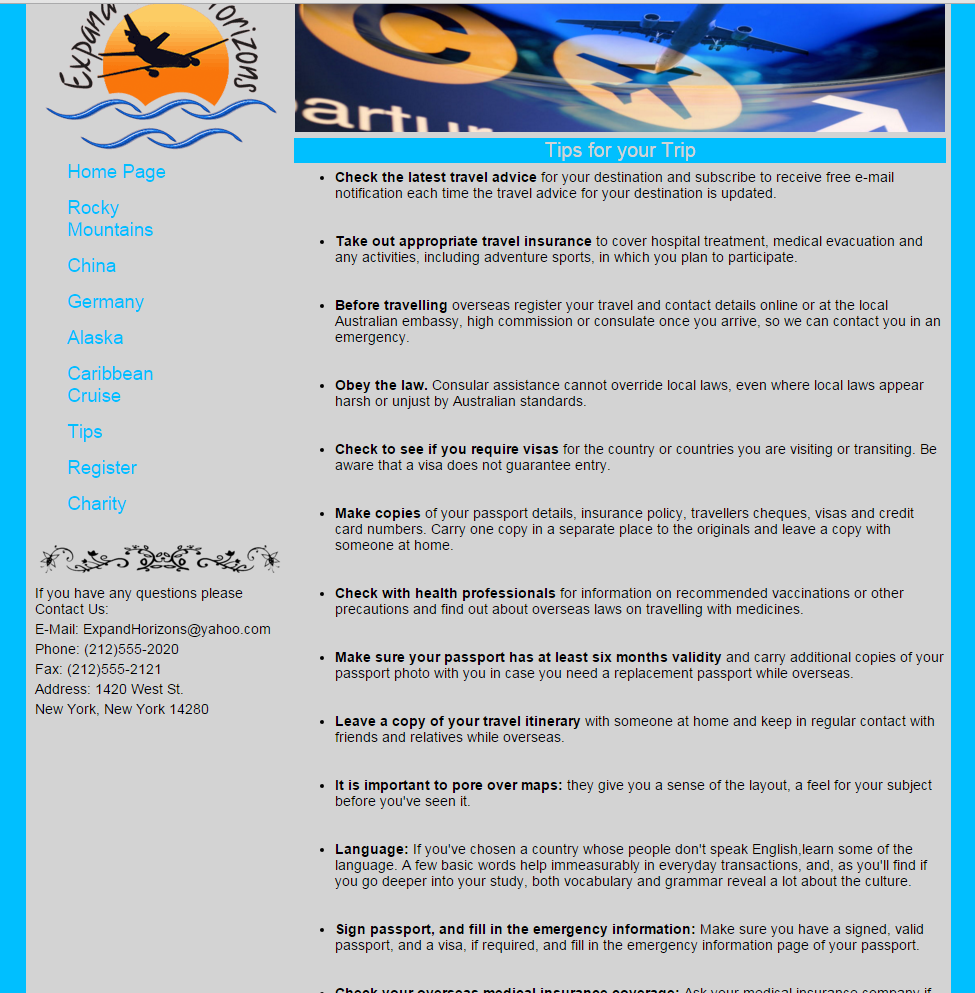 Expand Horizons
Home Page
Rocky
Mountains
China
Germany
Alaska
Caribbean
Cruise
Tips
Register
Charity
If you have any questions please
Contact Us:
E-Mail: ExpandHorizons@yahoo.com
Phone: (212)555-2020
Fax: (212)555-2121
Address: 1420 West St.
New York, New York 14280
C
artur
Tips for your Trip
• Check the latest travel advice for your destination and subscribe to receive free e-mail
notification each time the travel advice for your destination is updated.
• Take out appropriate travel insurance to cover hospital treatment, medical evacuation and
any activities, including adventure sports, in which you plan to participate.
• Before travelling overseas register your travel and contact details online or at the local
Australian embassy, high commission or consulate once you arrive, so we can contact you in an
emergency.
• Obey the law. Consular assistance cannot override local laws, even where local laws appear
harsh or unjust by Australian standards.
• Check to see if you require visas for the country or countries you are visiting or transiting. Be
aware that a visa does not guarantee entry.
• Make copies of your passport details, insurance policy, travellers cheques, visas and credit
card numbers. Carry one copy in a separate place to the originals and leave a copy with
someone at home.
• Check with health professionals for information on recommended vaccinations or other
precautions and find out about overseas laws on travelling with medicines.
• Make sure your passport has at least six months validity and carry additional copies of your
passport photo with you in case you need a replacement passport while overseas.
• Leave a copy of your travel itinerary with someone at home and keep in regular contact with
friends and relatives while overseas.
• It is important to pore over maps: they give you a sense of the layout, a feel for your subject
before you've seen it.
• Language: If you've chosen a country whose people don't speak English,learn some of the
language. A few basic words help immeasurably in everyday transactions, and, as you'll find if
you go deeper into your study, both vocabulary and grammar reveal a lot about the culture.
• Sign passport, and fill in the emergency information: Make sure you have a signed, valid
passport, and a visa, if required, and fill in the emergency information page of your passport.
• Check your overseas medical insurance coverage: Ask your medical insurance company if